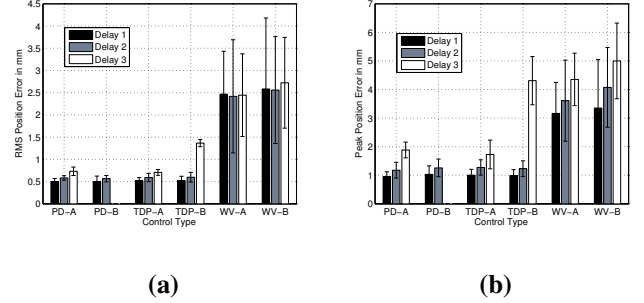 4.5
4
3.5
3
2.5
2
1.5
1
0.5
0
RMS Position Error in mm
Delay 1
Delay 2
Delay 3
PD−A PD−B TDP−A TDP−B WV−A WV−B
Control Type
(a)
7
6
5
4
3
2
1
0
Peak Position Error in mm
Delay 1
Delay 2
Delay 3
PD−A PD−B TDP−A TDP−B WV−A WV−B
Control Type
(b)